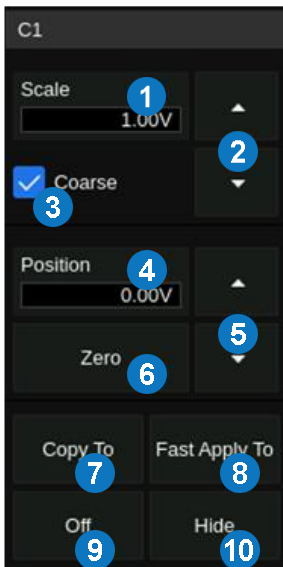 C1
Scale
1
1.00V
2
Coarse
3
Position
4
0.00V
5
Zero
6
Copy To
Fast Apply To
7
8
Off
Hide
9
10